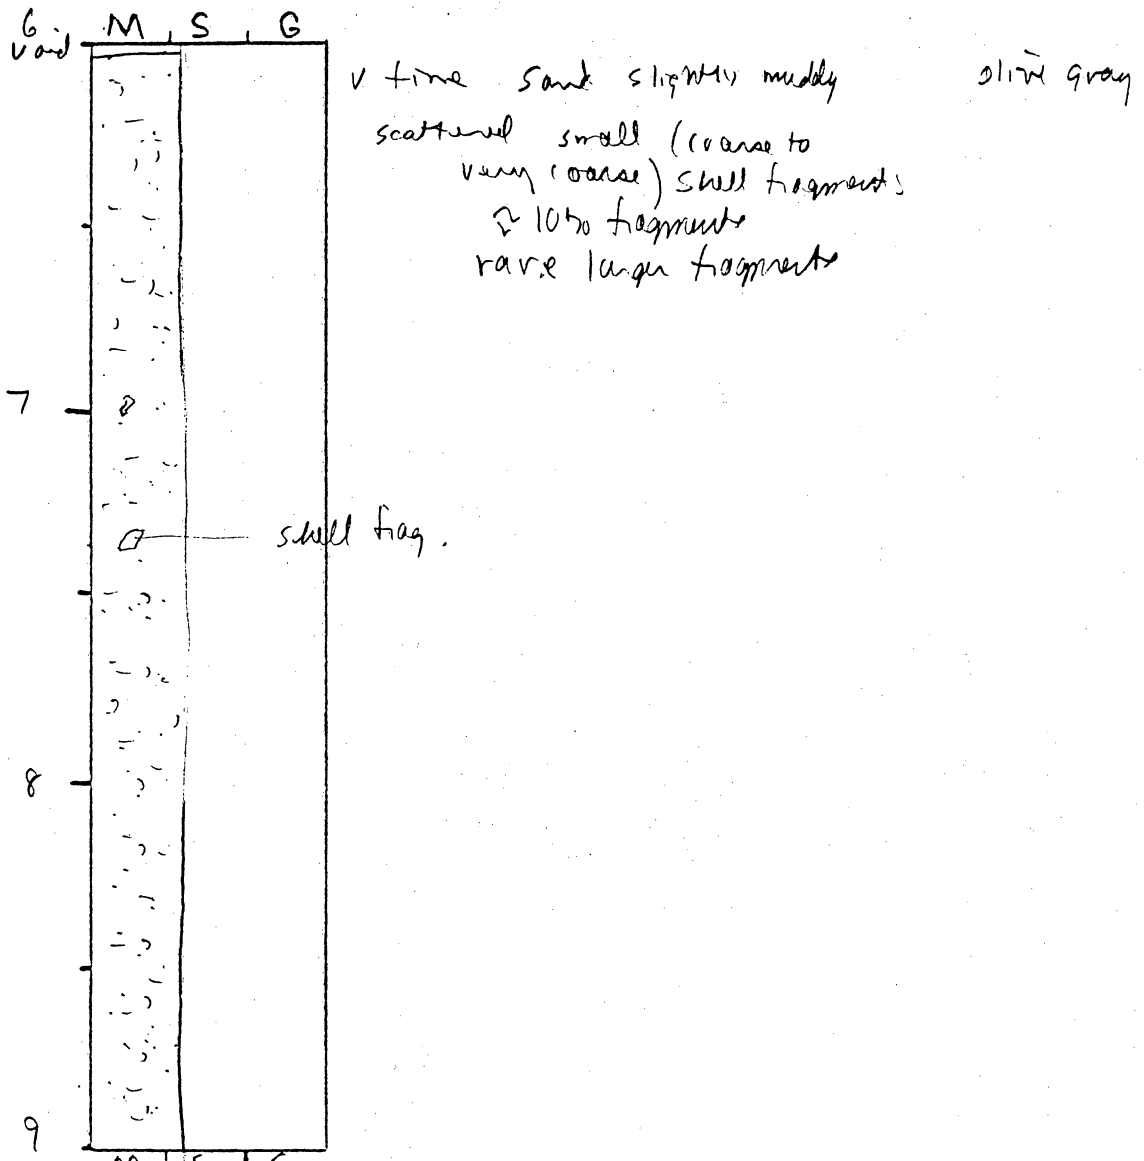 6 M S G
void
v fine sand slightly muddy olive gray
scattered small (coarse to
very coarse) shell fragments
≈ 10% fragments
rare larger fragments
7
shell frag.
8
9
M S G